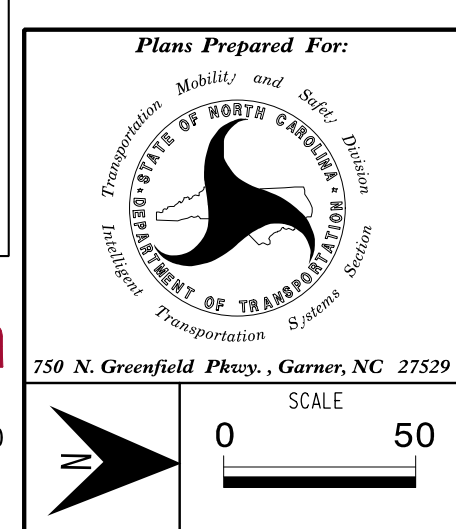 Plans Prepared For:
Transportation Mobility and Safety Division
STATE OF NORTH CAROLINA
DEPARTMENT OF TRANSPORTATION
Intelligent Transportation Systems Section
750 N. Greenfield Pkwy. , Garner, NC 27529
N
SCALE
0 50